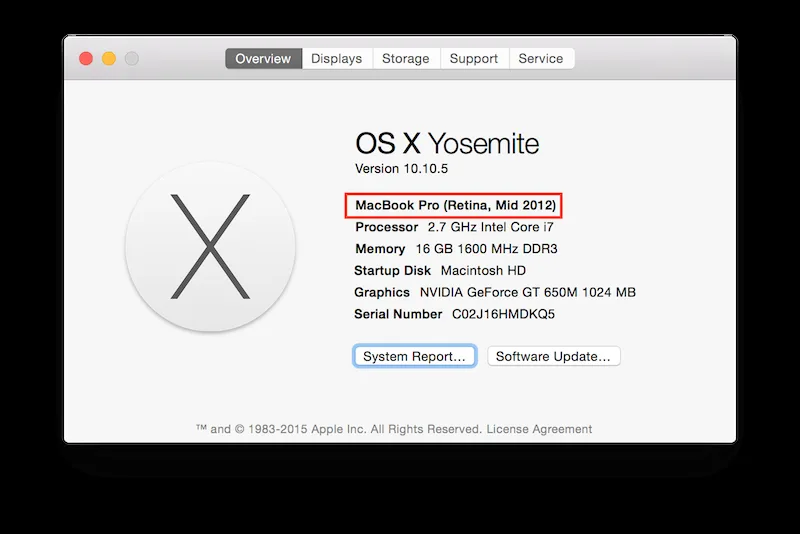 Overview Displays Storage Support Service
OS X Yosemite
Version 10.10.5
MacBook Pro (Retina, Mid 2012)
Processor 2.7 GHz Intel Core i7
Memory 16 GB 1600 MHz DDR3
Startup Disk Macintosh HD
Graphics NVIDIA GeForce GT 650M 1024 MB
Serial Number C02J16HMDKQ5
System Report... Software Update...
™ and © 1983-2015 Apple Inc. All Rights Reserved. License Agreement